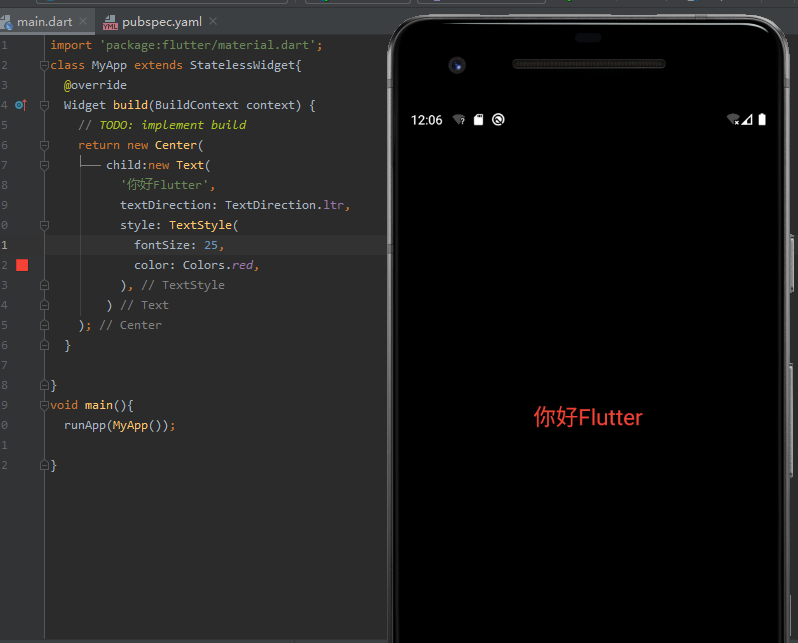 main.dart
pubspec.yaml
1 import 'package:flutter/material.dart';
2 class MyApp extends StatelessWidget{
3 @override
4 Widget build(BuildContext context) {
5 // TODO: implement build
6 return new Center(
7 child:new Text(
8 '你好Flutter',
9 textDirection: TextDirection.ltr,
0 style: TextStyle(
1 fontSize: 25,
2 color: Colors.red,
3 ), // TextStyle
4 ) // Text
5 ); // Center
6 }
7
8 }
9 void main(){
0 runApp(MyApp());
1
2 }
12:06
你好Flutter